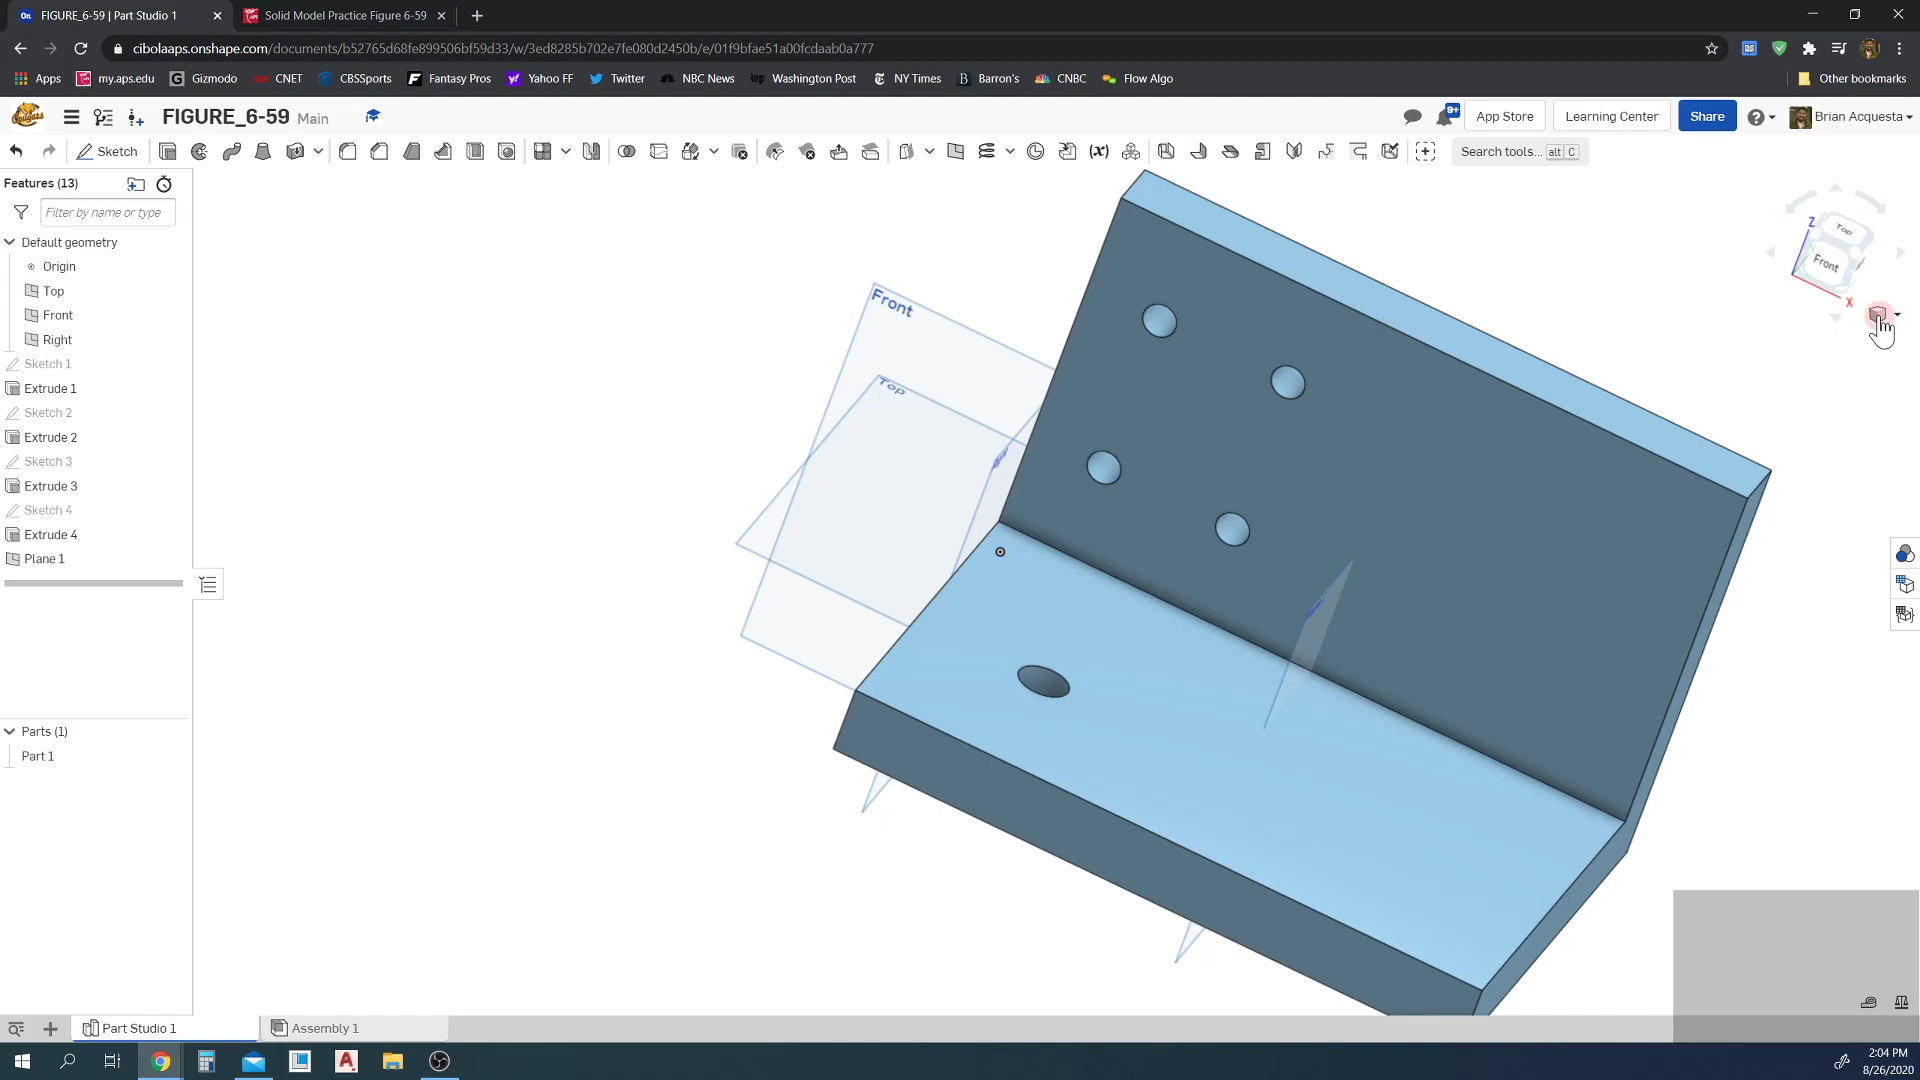 FIGURE_6-59 | Part Studio 1
Solid Model Practice Figure 6-59
cibolaaps.onshape.com/documents/b52765d68fe899506bf59d33/w/3ed8285b702e7fe080d2450b/e/01f9bfae51a00fcdaab0a777
Apps
my.aps.edu
Gizmodo
CNET
CBSSports
Fantasy Pros
Yahoo FF
Twitter
NBC News
Washington Post
NY Times
Barron's
CNBC
Flow Algo
Other bookmarks
FIGURE_6-59 Main
9+
App Store
Learning Center
Share
Brian Acquesta
Sketch
Search tools... alt C
Features (13)
Filter by name or type
Default geometry
Origin
Top
Front
Right
Sketch 1
Extrude 1
Sketch 2
Extrude 2
Sketch 3
Extrude 3
Sketch 4
Extrude 4
Plane 1
Parts (1)
Part 1
Front
Top
Z
Top
Front
X
Part Studio 1
Assembly 1
2:04 PM
8/26/2020